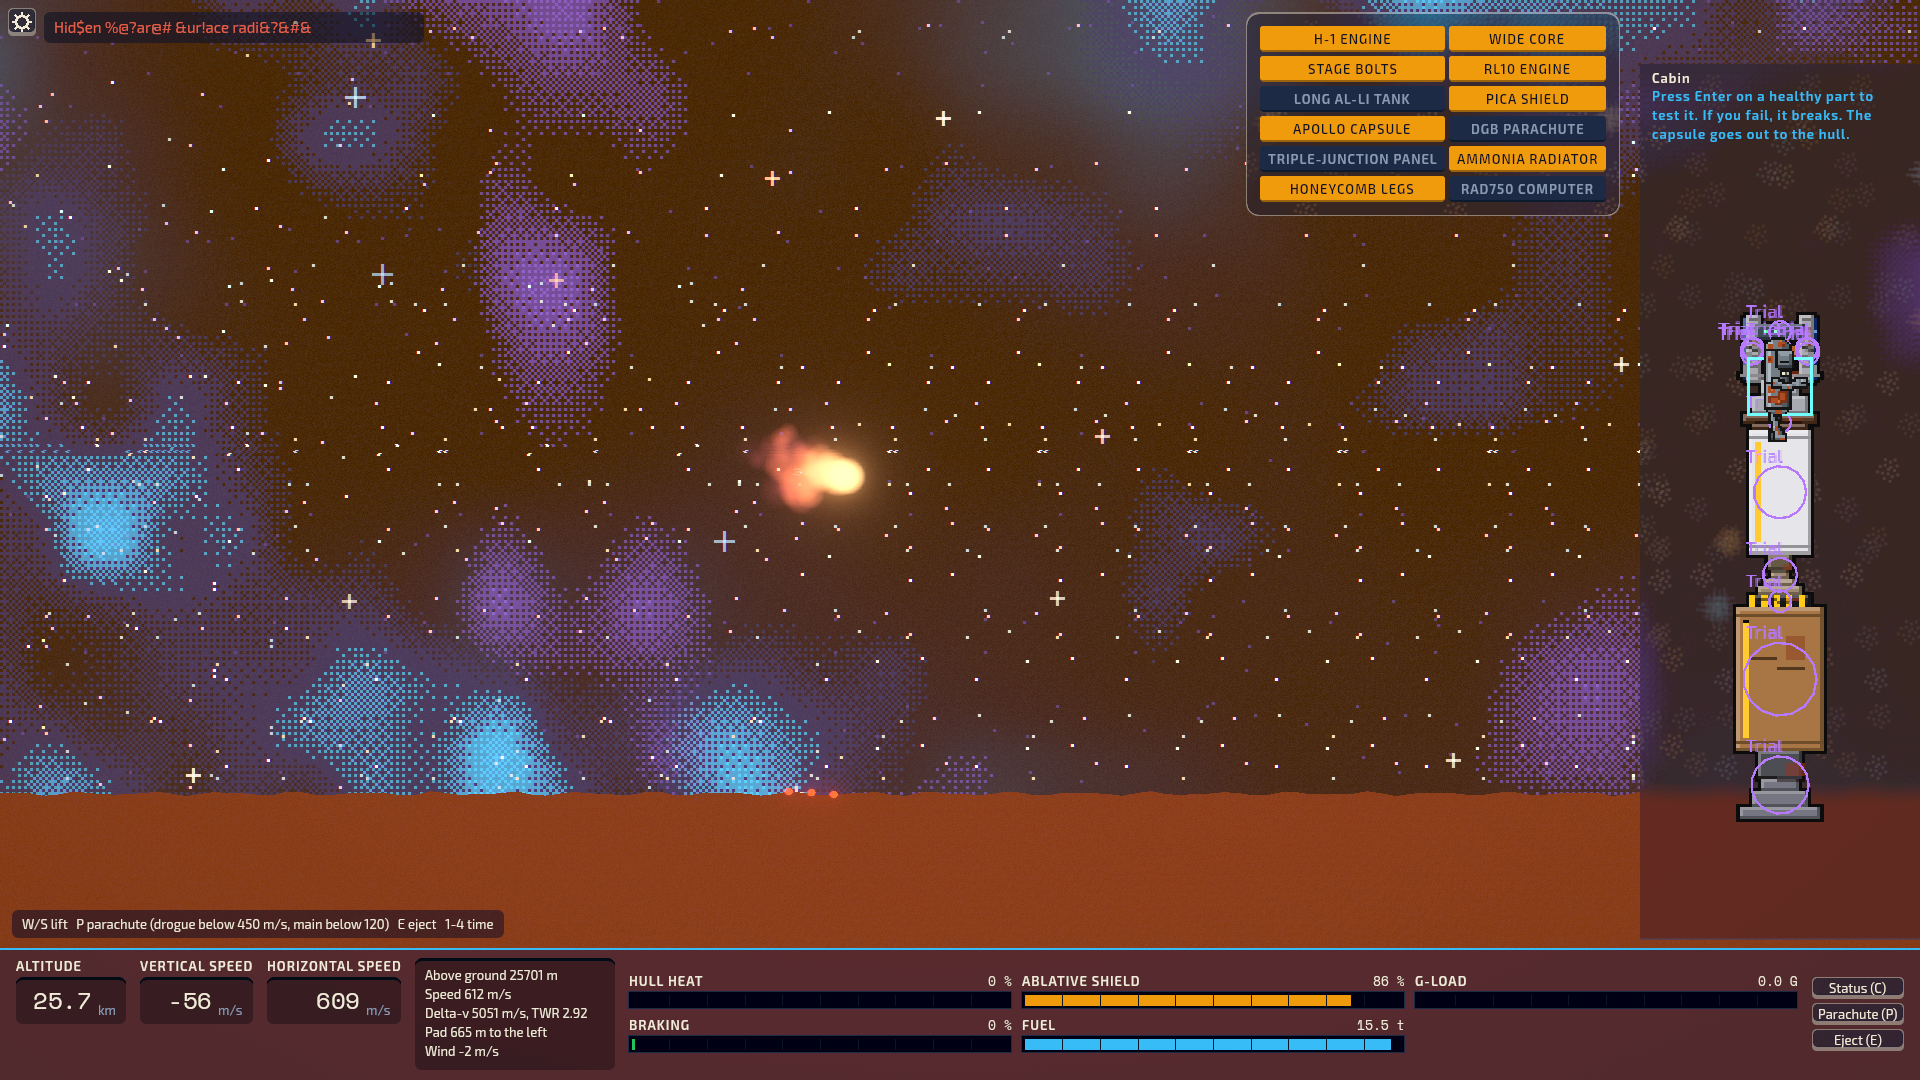 Hid$en %@?ar@# &ur!ace radi&?&#&
H-1 ENGINE
WIDE CORE
STAGE BOLTS
RL10 ENGINE
LONG AL-LI TANK
PICA SHIELD
APOLLO CAPSULE
DGB PARACHUTE
TRIPLE-JUNCTION PANEL
AMMONIA RADIATOR
HONEYCOMB LEGS
RAD750 COMPUTER
Cabin
Press Enter on a healthy part to
test it. If you fail, it breaks. The
capsule goes out to the hull.
Trial
Trial
Trial
Trial
Trial
W/S lift P parachute (drogue below 450 m/s, main below 120) E eject 1-4 time
ALTITUDE
25.7 km
VERTICAL SPEED
-56 m/s
HORIZONTAL SPEED
609 m/s
Above ground 25701 m
Speed 612 m/s
Delta-v 5051 m/s, TWR 2.92
Pad 665 m to the left
Wind -2 m/s
HULL HEAT 0 %
BRAKING 0 %
ABLATIVE SHIELD 86 %
FUEL 15.5 t
G-LOAD 0.0 G
Status (C)
Parachute (P)
Eject (E)